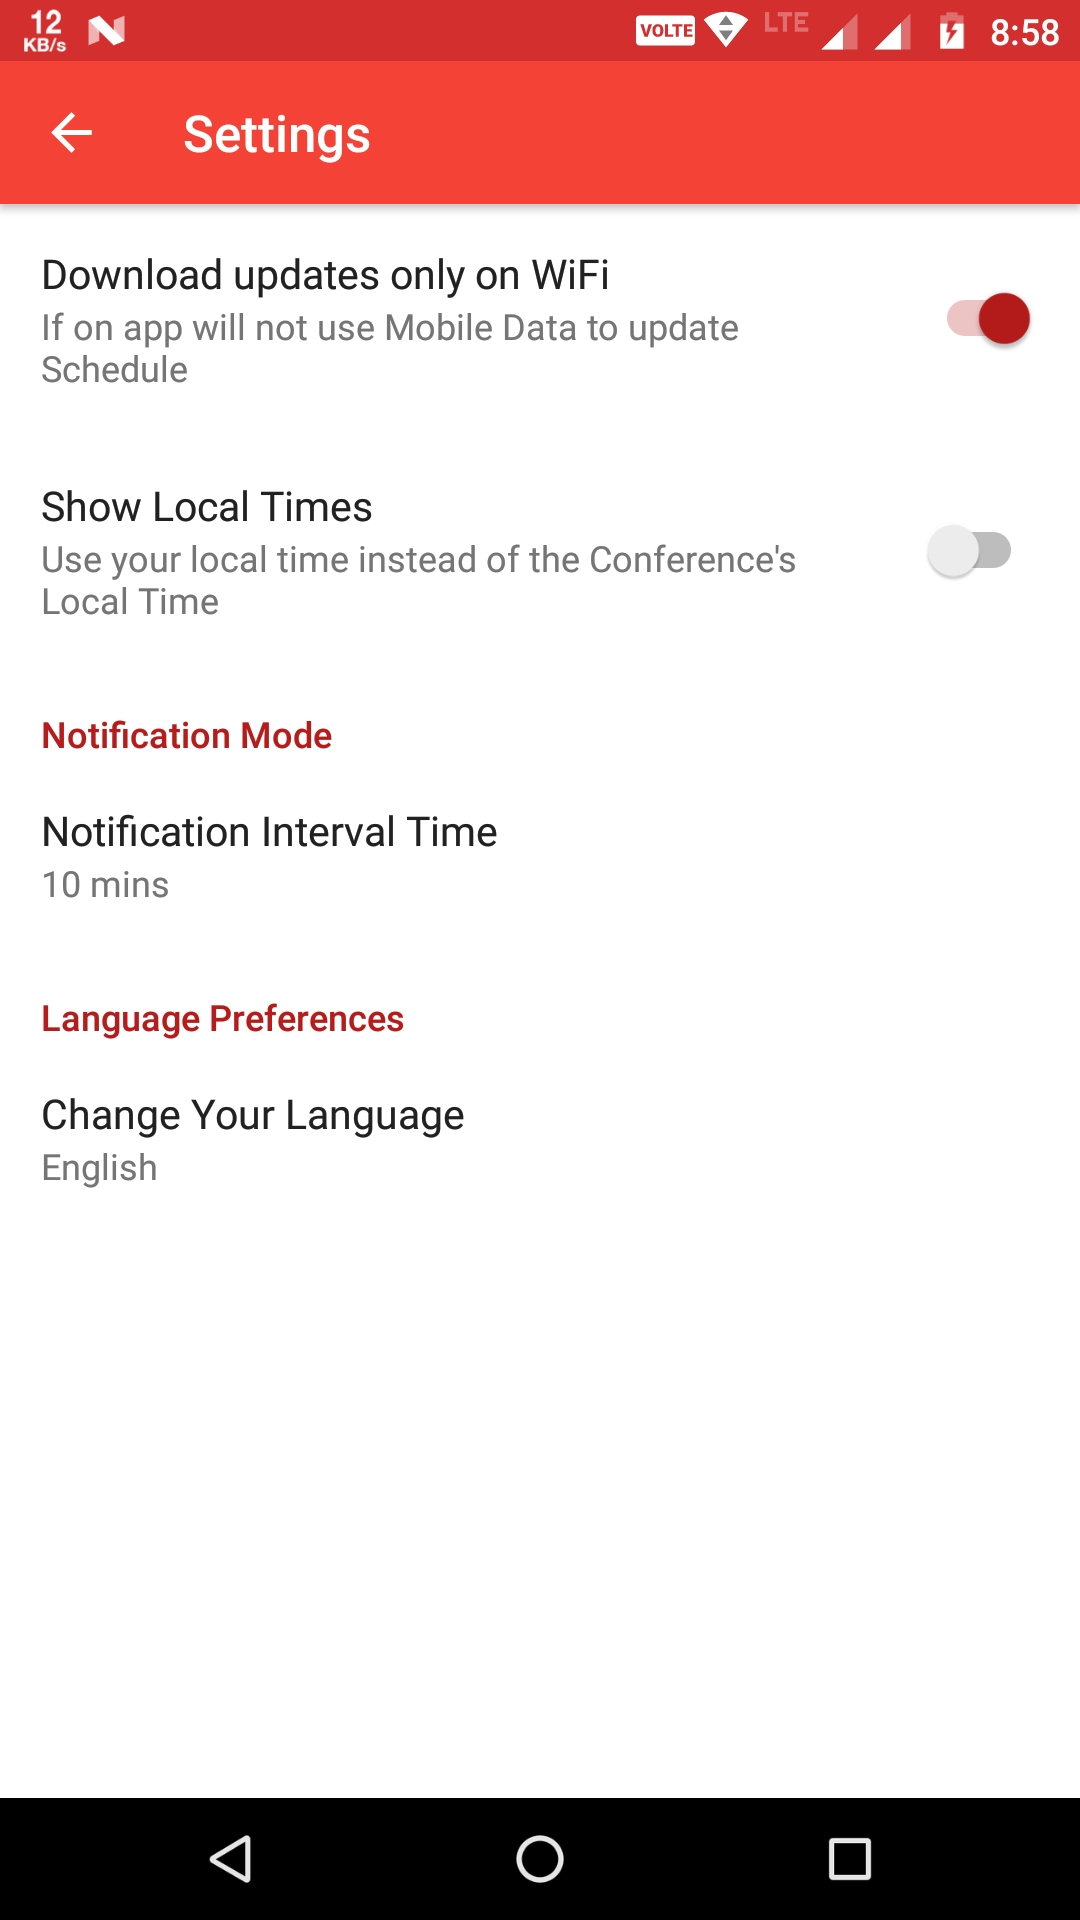 12
KB/s
VOLTE
LTE
8:58
Settings
Download updates only on WiFi
If on app will not use Mobile Data to update
Schedule
Show Local Times
Use your local time instead of the Conference's
Local Time
Notification Mode
Notification Interval Time
10 mins
Language Preferences
Change Your Language
English